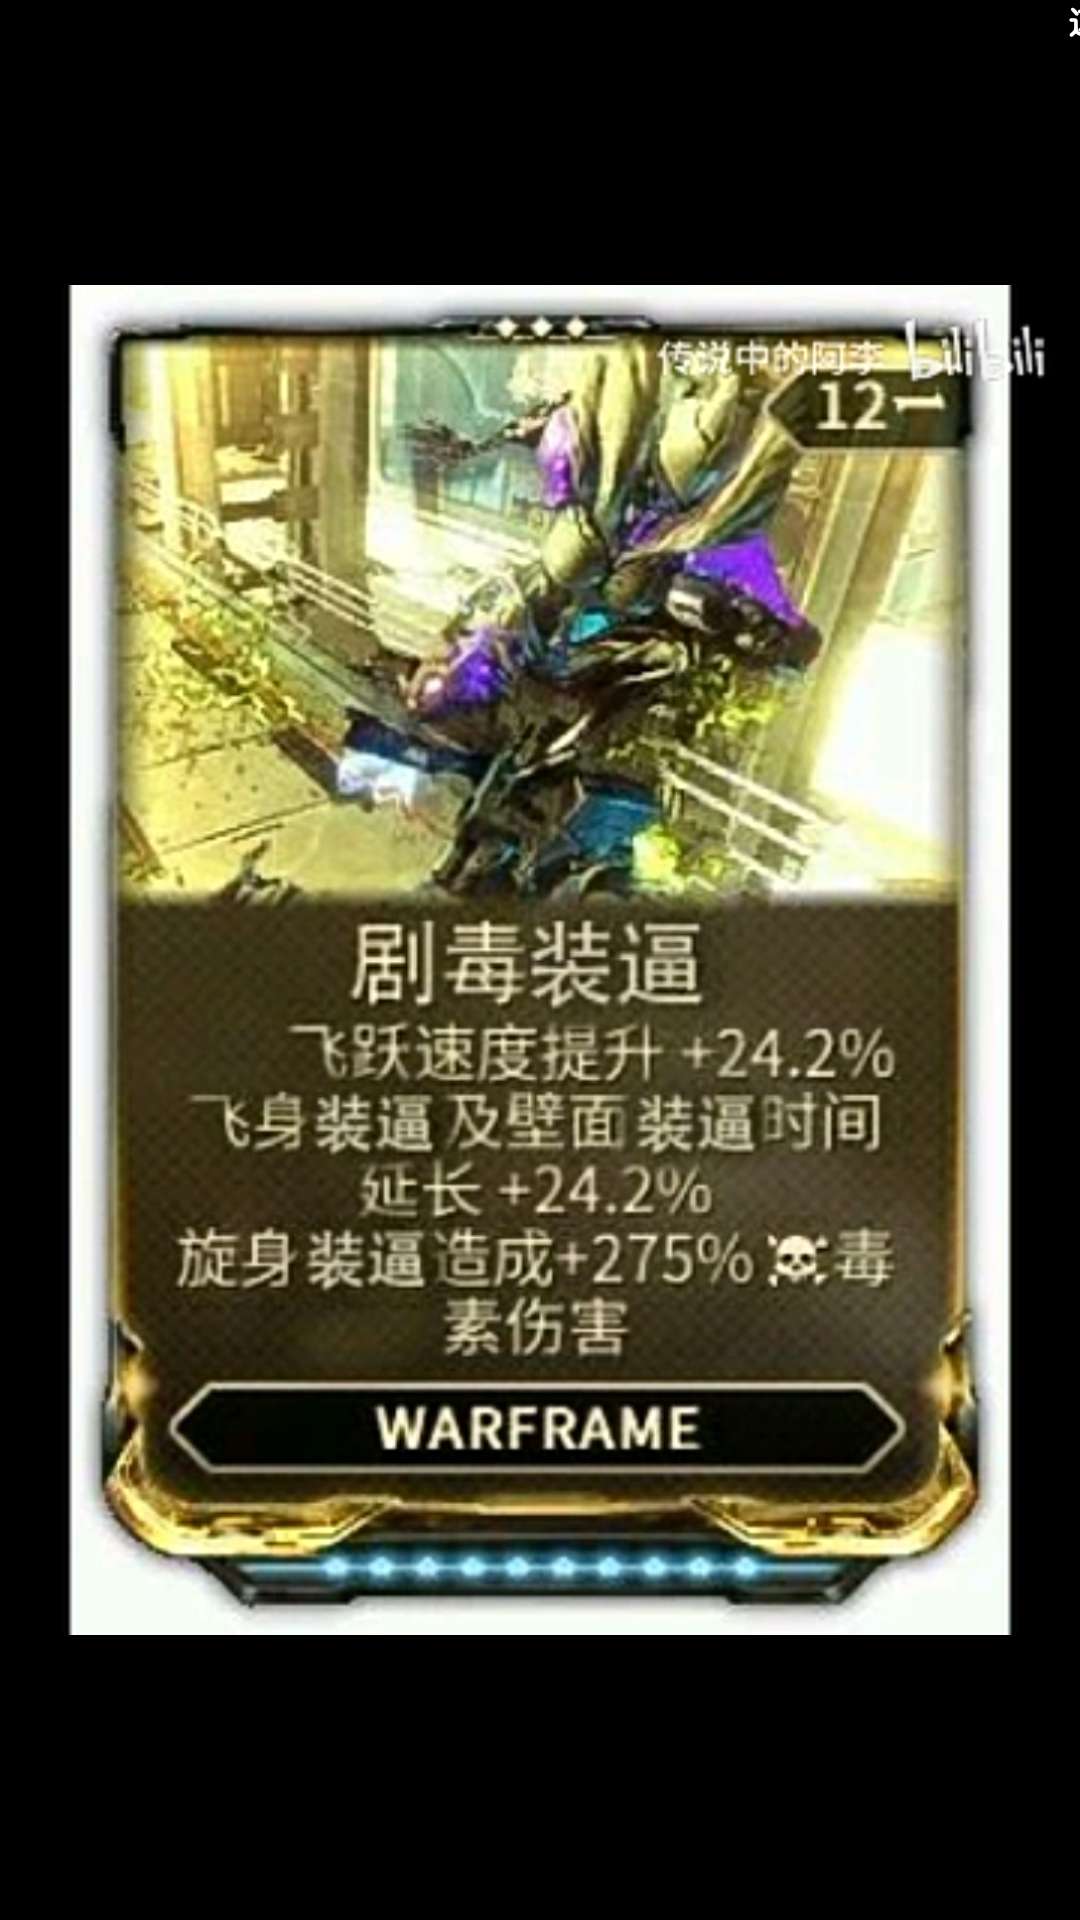 传说中的阿李 bilibili
12
剧毒装逼
飞跃速度提升 +24.2%
飞身装逼及壁面装逼时间
延长 +24.2%
旋身装逼造成+275%☠毒
素伤害
WARFRAME